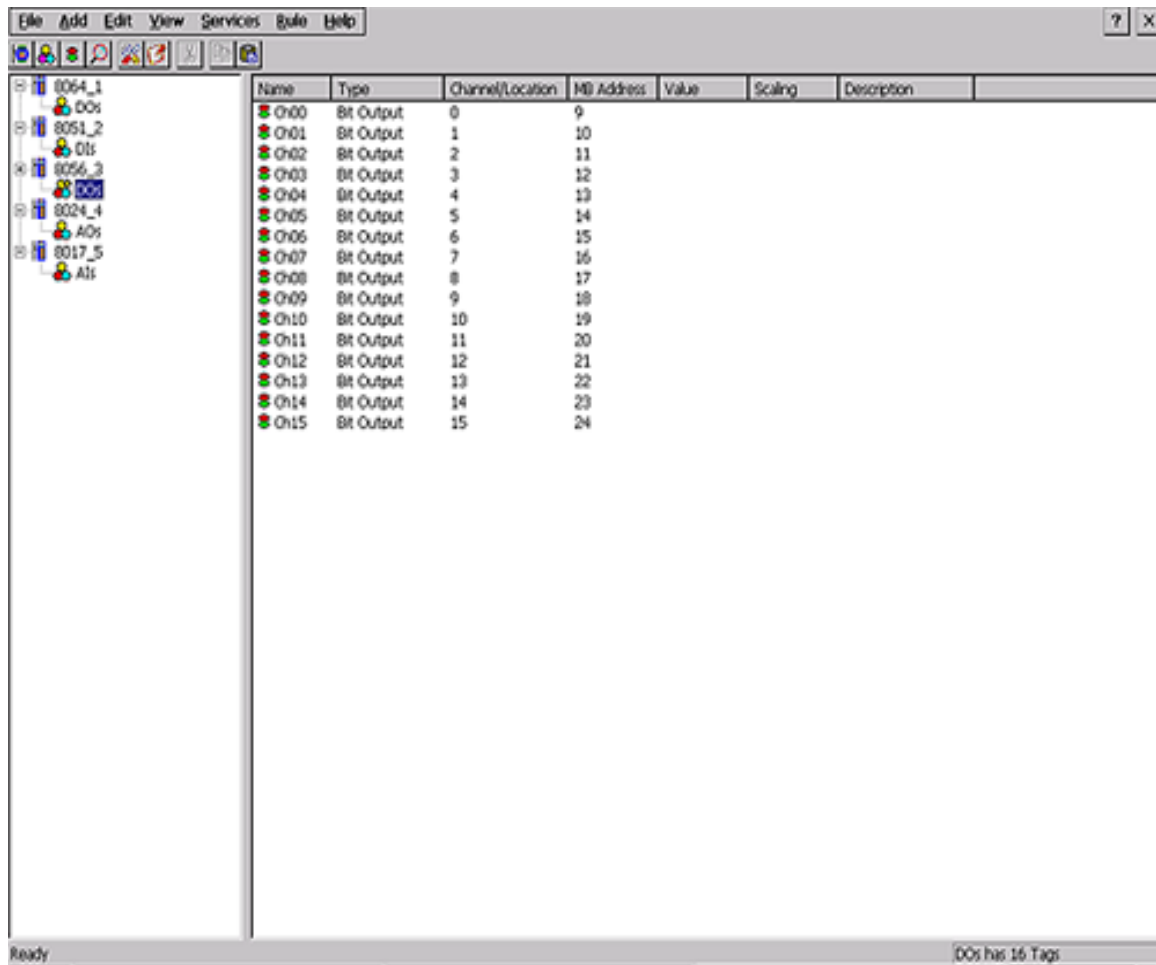 File Add Edit View Services Rule Help ? X
8064_1
DOs
8051_2
DIs
8056_3
DOs
8024_4
AOs
8017_5
AIs
Name Type Channel/Location MB Address Value Scaling Description
Ch00 Bit Output 0 9
Ch01 Bit Output 1 10
Ch02 Bit Output 2 11
Ch03 Bit Output 3 12
Ch04 Bit Output 4 13
Ch05 Bit Output 5 14
Ch06 Bit Output 6 15
Ch07 Bit Output 7 16
Ch08 Bit Output 8 17
Ch09 Bit Output 9 18
Ch10 Bit Output 10 19
Ch11 Bit Output 11 20
Ch12 Bit Output 12 21
Ch13 Bit Output 13 22
Ch14 Bit Output 14 23
Ch15 Bit Output 15 24
Ready DOs has 16 Tags